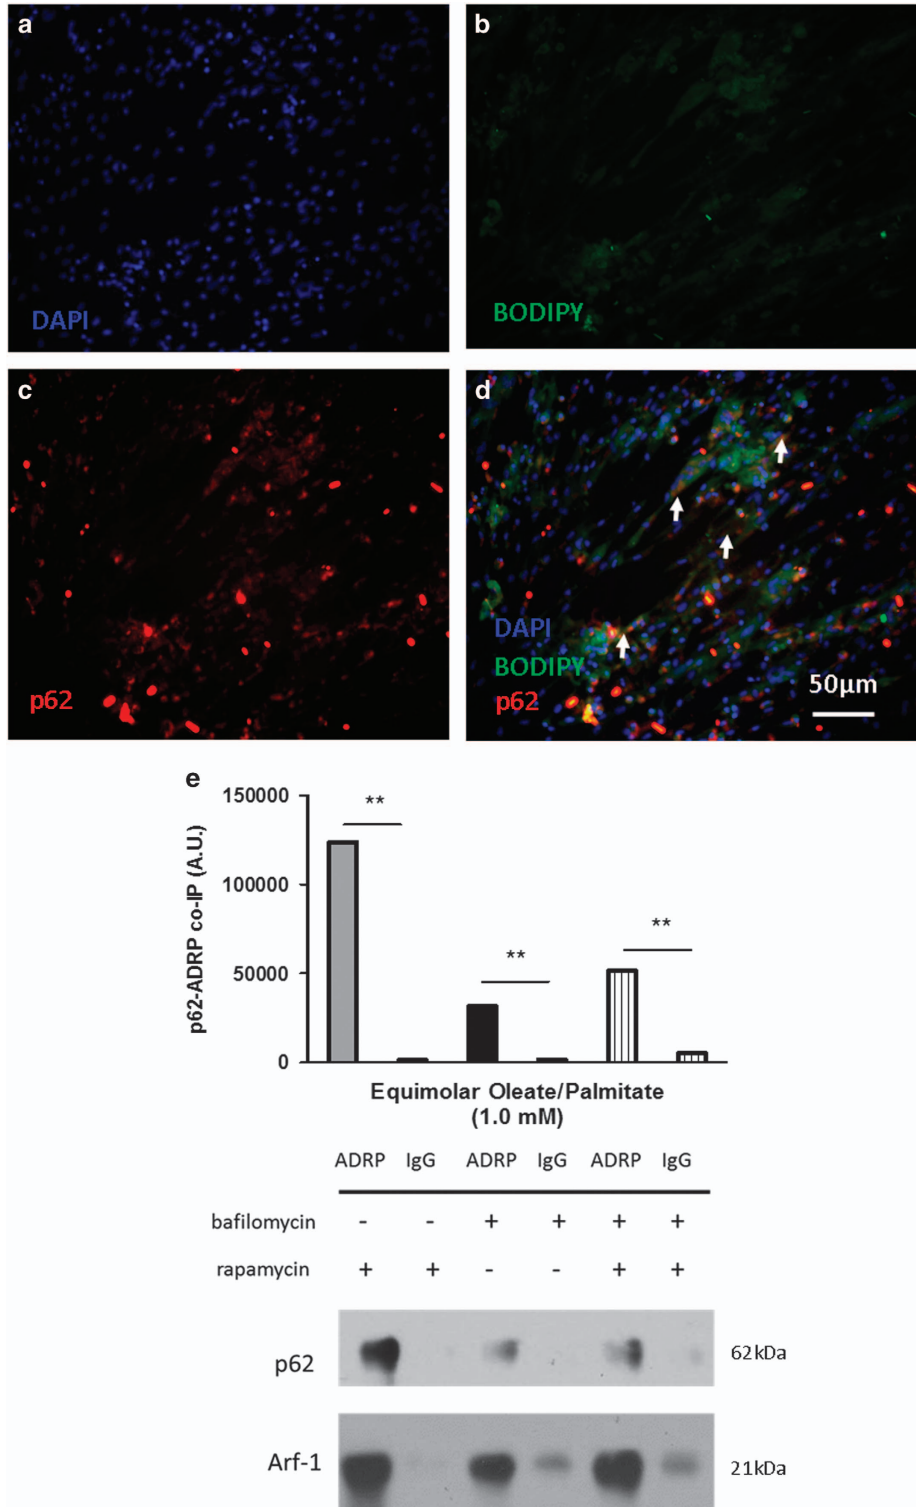 a
DAPI
b
BODIPY
c
p62
d
DAPI
BODIPY
p62
50μm
e
p62-ADRP co-IP (A.U.)
150000
100000
50000
0
**
**
**
Equimolar Oleate/Palmitate
(1.0 mM)
ADRP IgG ADRP IgG ADRP IgG
bafilomycin - - + + + +
rapamycin + + - - + +
p62 62kDa
Arf-1 21kDa